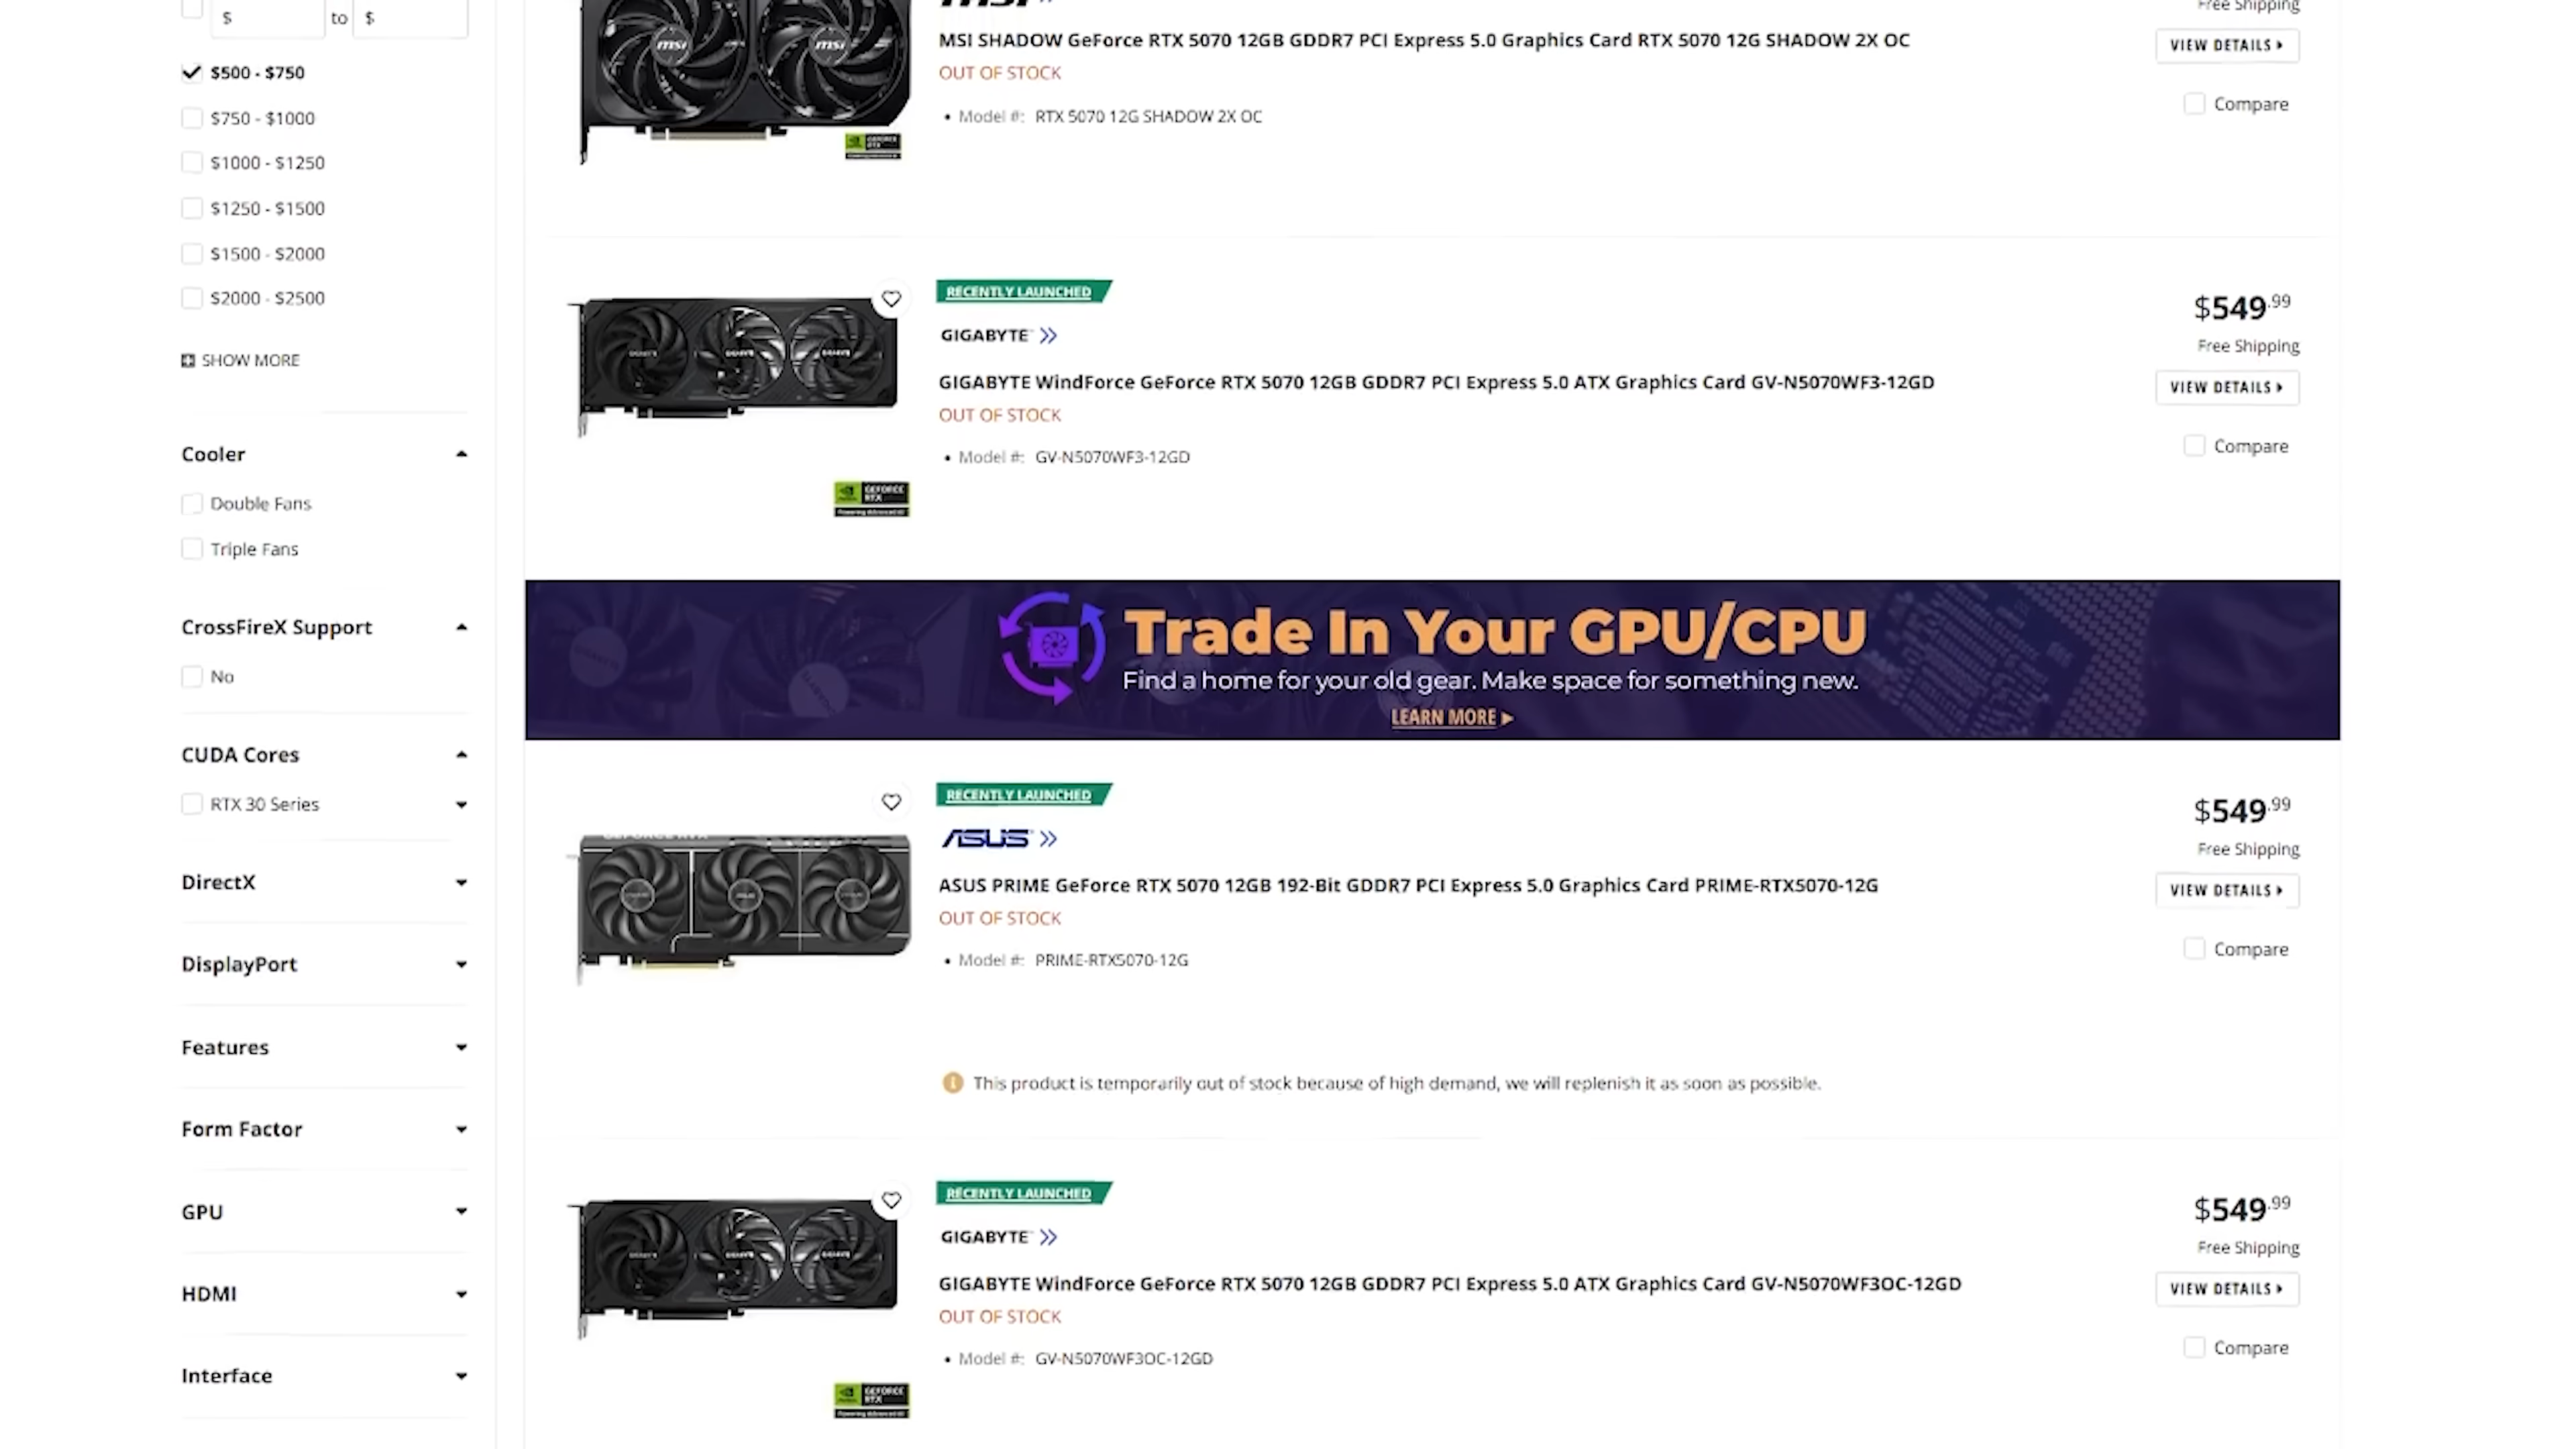 $ to $
$500 - $750
$750 - $1000
$1000 - $1250
$1250 - $1500
$1500 - $2000
$2000 - $2500
SHOW MORE
Cooler
Double Fans
Triple Fans
CrossFireX Support
No
CUDA Cores
RTX 30 Series
DirectX
DisplayPort
Features
Form Factor
GPU
HDMI
Interface
msi msi
msi »
Free Shipping
MSI SHADOW GeForce RTX 5070 12GB GDDR7 PCI Express 5.0 Graphics Card RTX 5070 12G SHADOW 2X OC
VIEW DETAILS
OUT OF STOCK
• Model #: RTX 5070 12G SHADOW 2X OC
Compare
RECENTLY LAUNCHED
$549.99
GIGABYTE »
Free Shipping
GIGABYTE WindForce GeForce RTX 5070 12GB GDDR7 PCI Express 5.0 ATX Graphics Card GV-N5070WF3-12GD
VIEW DETAILS
OUT OF STOCK
• Model #: GV-N5070WF3-12GD
Compare
GEFORCE
RTX
Trade In Your GPU/CPU
Find a home for your old gear. Make space for something new.
LEARN MORE
RECENTLY LAUNCHED
$549.99
ASUS »
Free Shipping
ASUS PRIME GeForce RTX 5070 12GB 192-Bit GDDR7 PCI Express 5.0 Graphics Card PRIME-RTX5070-12G
VIEW DETAILS
OUT OF STOCK
• Model #: PRIME-RTX5070-12G
Compare
This product is temporarily out of stock because of high demand, we will replenish it as soon as possible.
RECENTLY LAUNCHED
$549.99
GIGABYTE »
Free Shipping
GIGABYTE WindForce GeForce RTX 5070 12GB GDDR7 PCI Express 5.0 ATX Graphics Card GV-N5070WF3OC-12GD
VIEW DETAILS
OUT OF STOCK
• Model #: GV-N5070WF3OC-12GD
Compare
GEFORCE
RTX